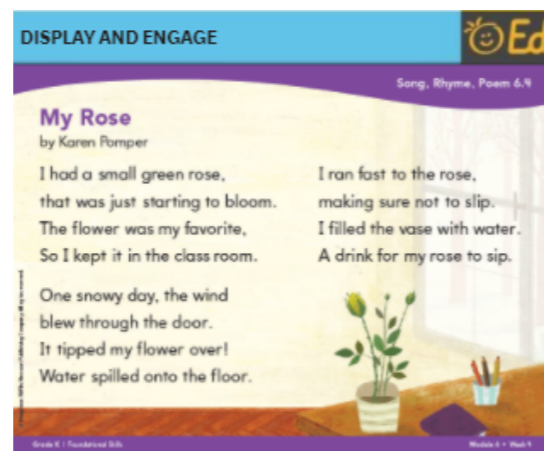 DISPLAY AND ENGAGE
Ed
Song, Rhyme, Poem 6.9
My Rose
by Karen Pomper
I had a small green rose,
that was just starting to bloom.
The flower was my favorite,
So I kept it in the class room.
One snowy day, the wind
blew through the door.
It tipped my flower over!
Water spilled onto the floor.
I ran fast to the rose,
making sure not to slip.
I filled the vase with water.
A drink for my rose to sip.
Grade K | Foundational Skills
Module 6 • Week 4